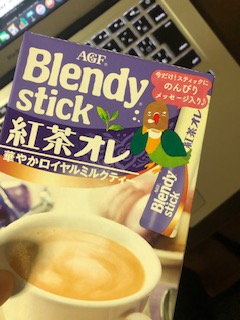 AGF
Blendy
stick
紅茶オレ
華やかロイヤルミルクティー
今だけ!スティックに
のんびり
メッセージ入り♪
紅茶オレ
AGF
Blendy
stick